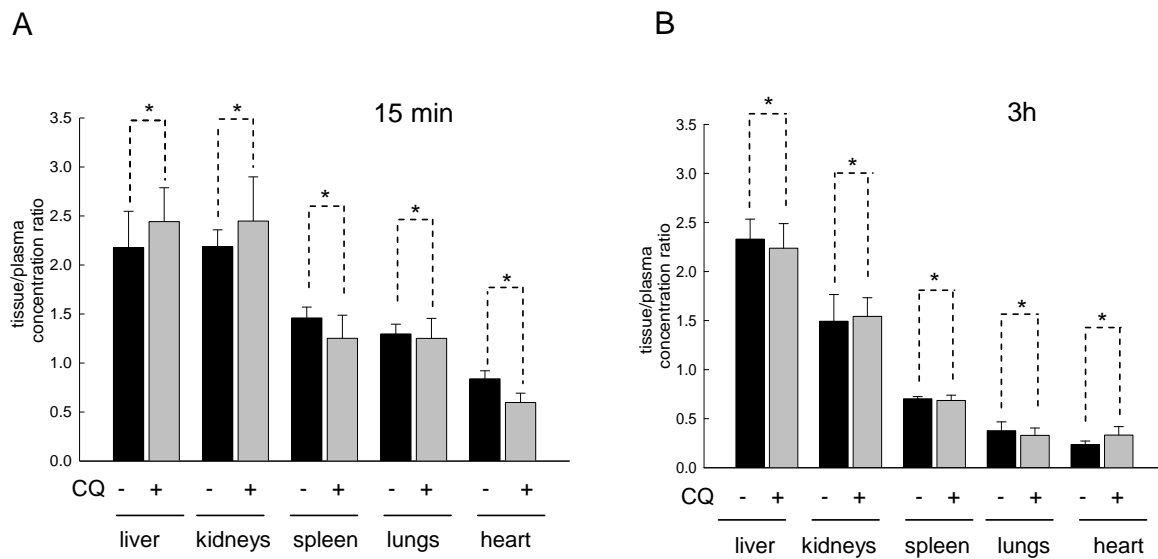 A
15 min
tissue/plasma
concentration ratio
3.5
3.0
2.5
2.0
1.5
1.0
0.5
0.0
* * * * *
CQ - + - + - + - + - +
liver kidneys spleen lungs heart
B
3h
tissue/plasma
concentration ratio
3.5
3.0
2.5
2.0
1.5
1.0
0.5
0.0
* * * * *
CQ - + - + - + - + - +
liver kidneys spleen lungs heart